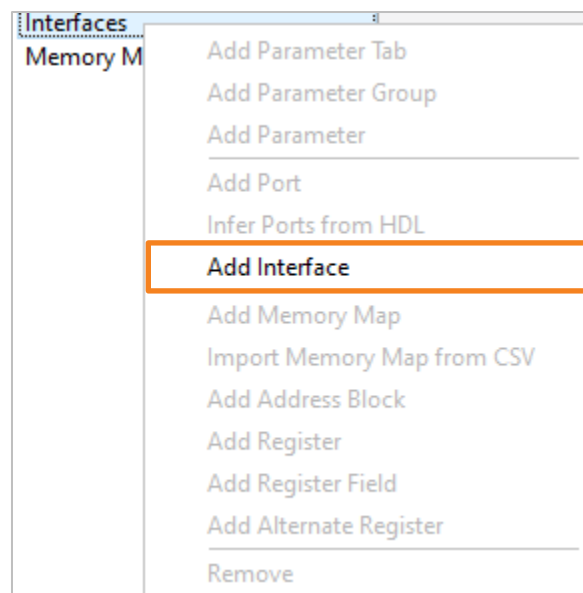 Interfaces
Memory M
Add Parameter Tab
Add Parameter Group
Add Parameter
Add Port
Infer Ports from HDL
Add Interface
Add Memory Map
Import Memory Map from CSV
Add Address Block
Add Register
Add Register Field
Add Alternate Register
Remove